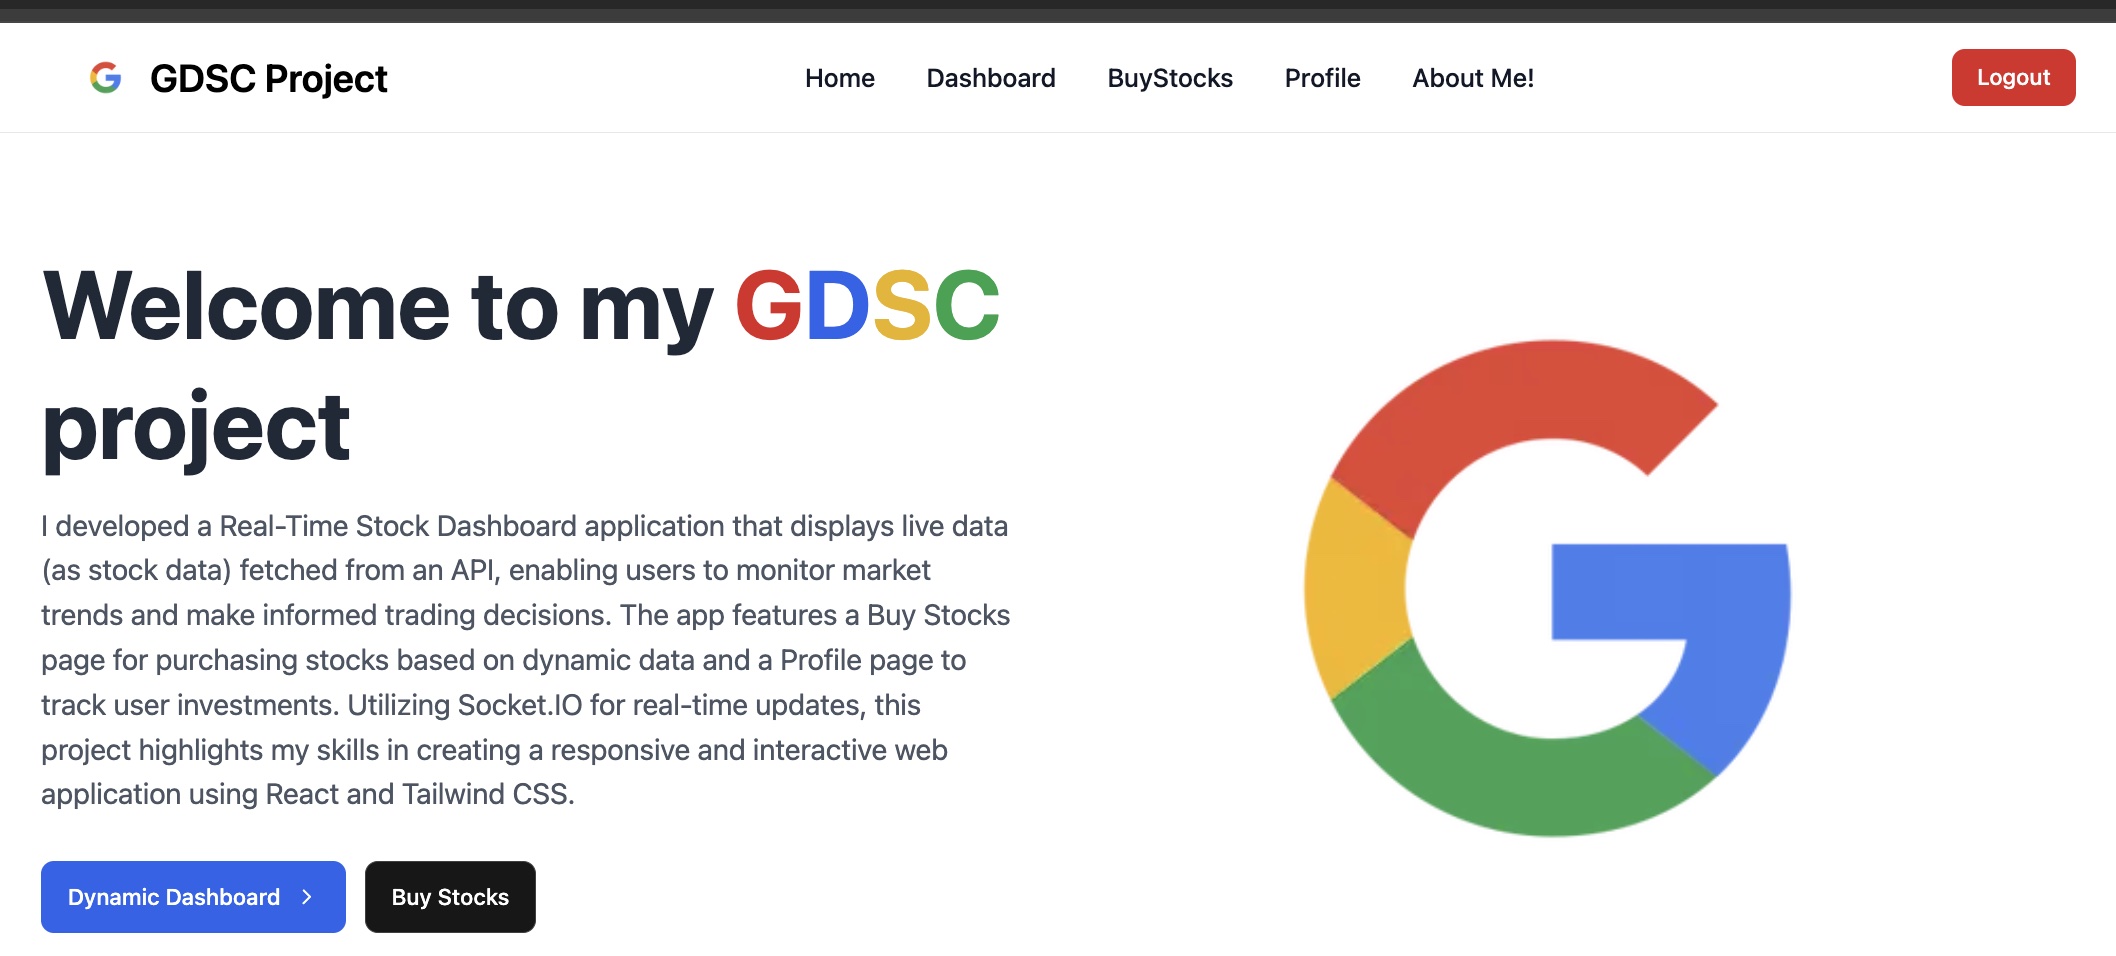 GDSC Project
Home
Dashboard
BuyStocks
Profile
About Me!
Logout
Welcome to my GDSC
project
I developed a Real-Time Stock Dashboard application that displays live data
(as stock data) fetched from an API, enabling users to monitor market
trends and make informed trading decisions. The app features a Buy Stocks
page for purchasing stocks based on dynamic data and a Profile page to
track user investments. Utilizing Socket.IO for real-time updates, this
project highlights my skills in creating a responsive and interactive web
application using React and Tailwind CSS.
Dynamic Dashboard
Buy Stocks